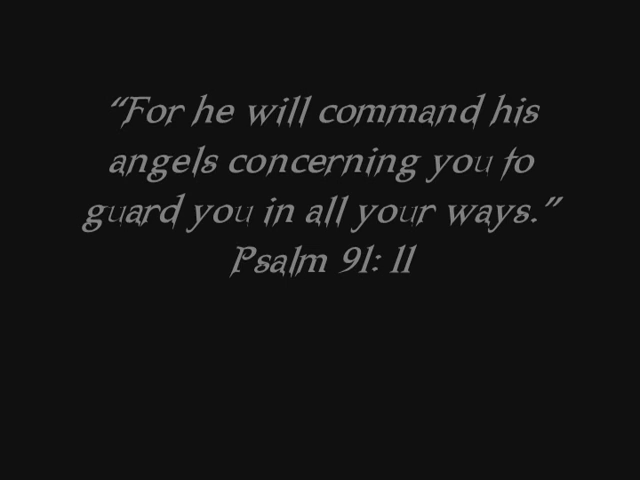 “For he will command his
angels concerning you to
guard you in all your ways.”
Psalm 91: 11